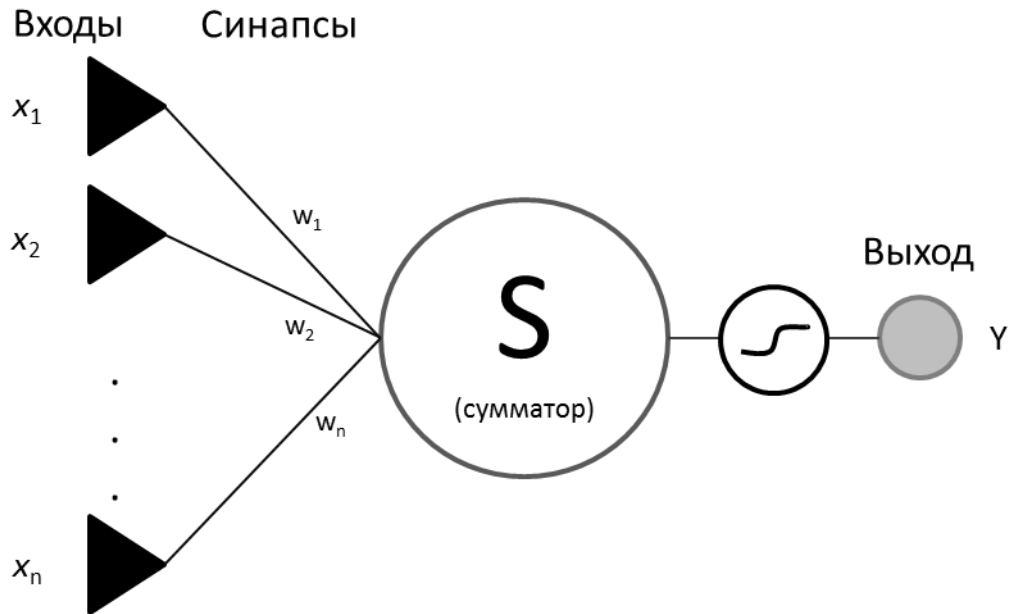 Входы Синапсы
x1
w1
x2
Выход
S
w2
Y
(сумматор)
wn
xn